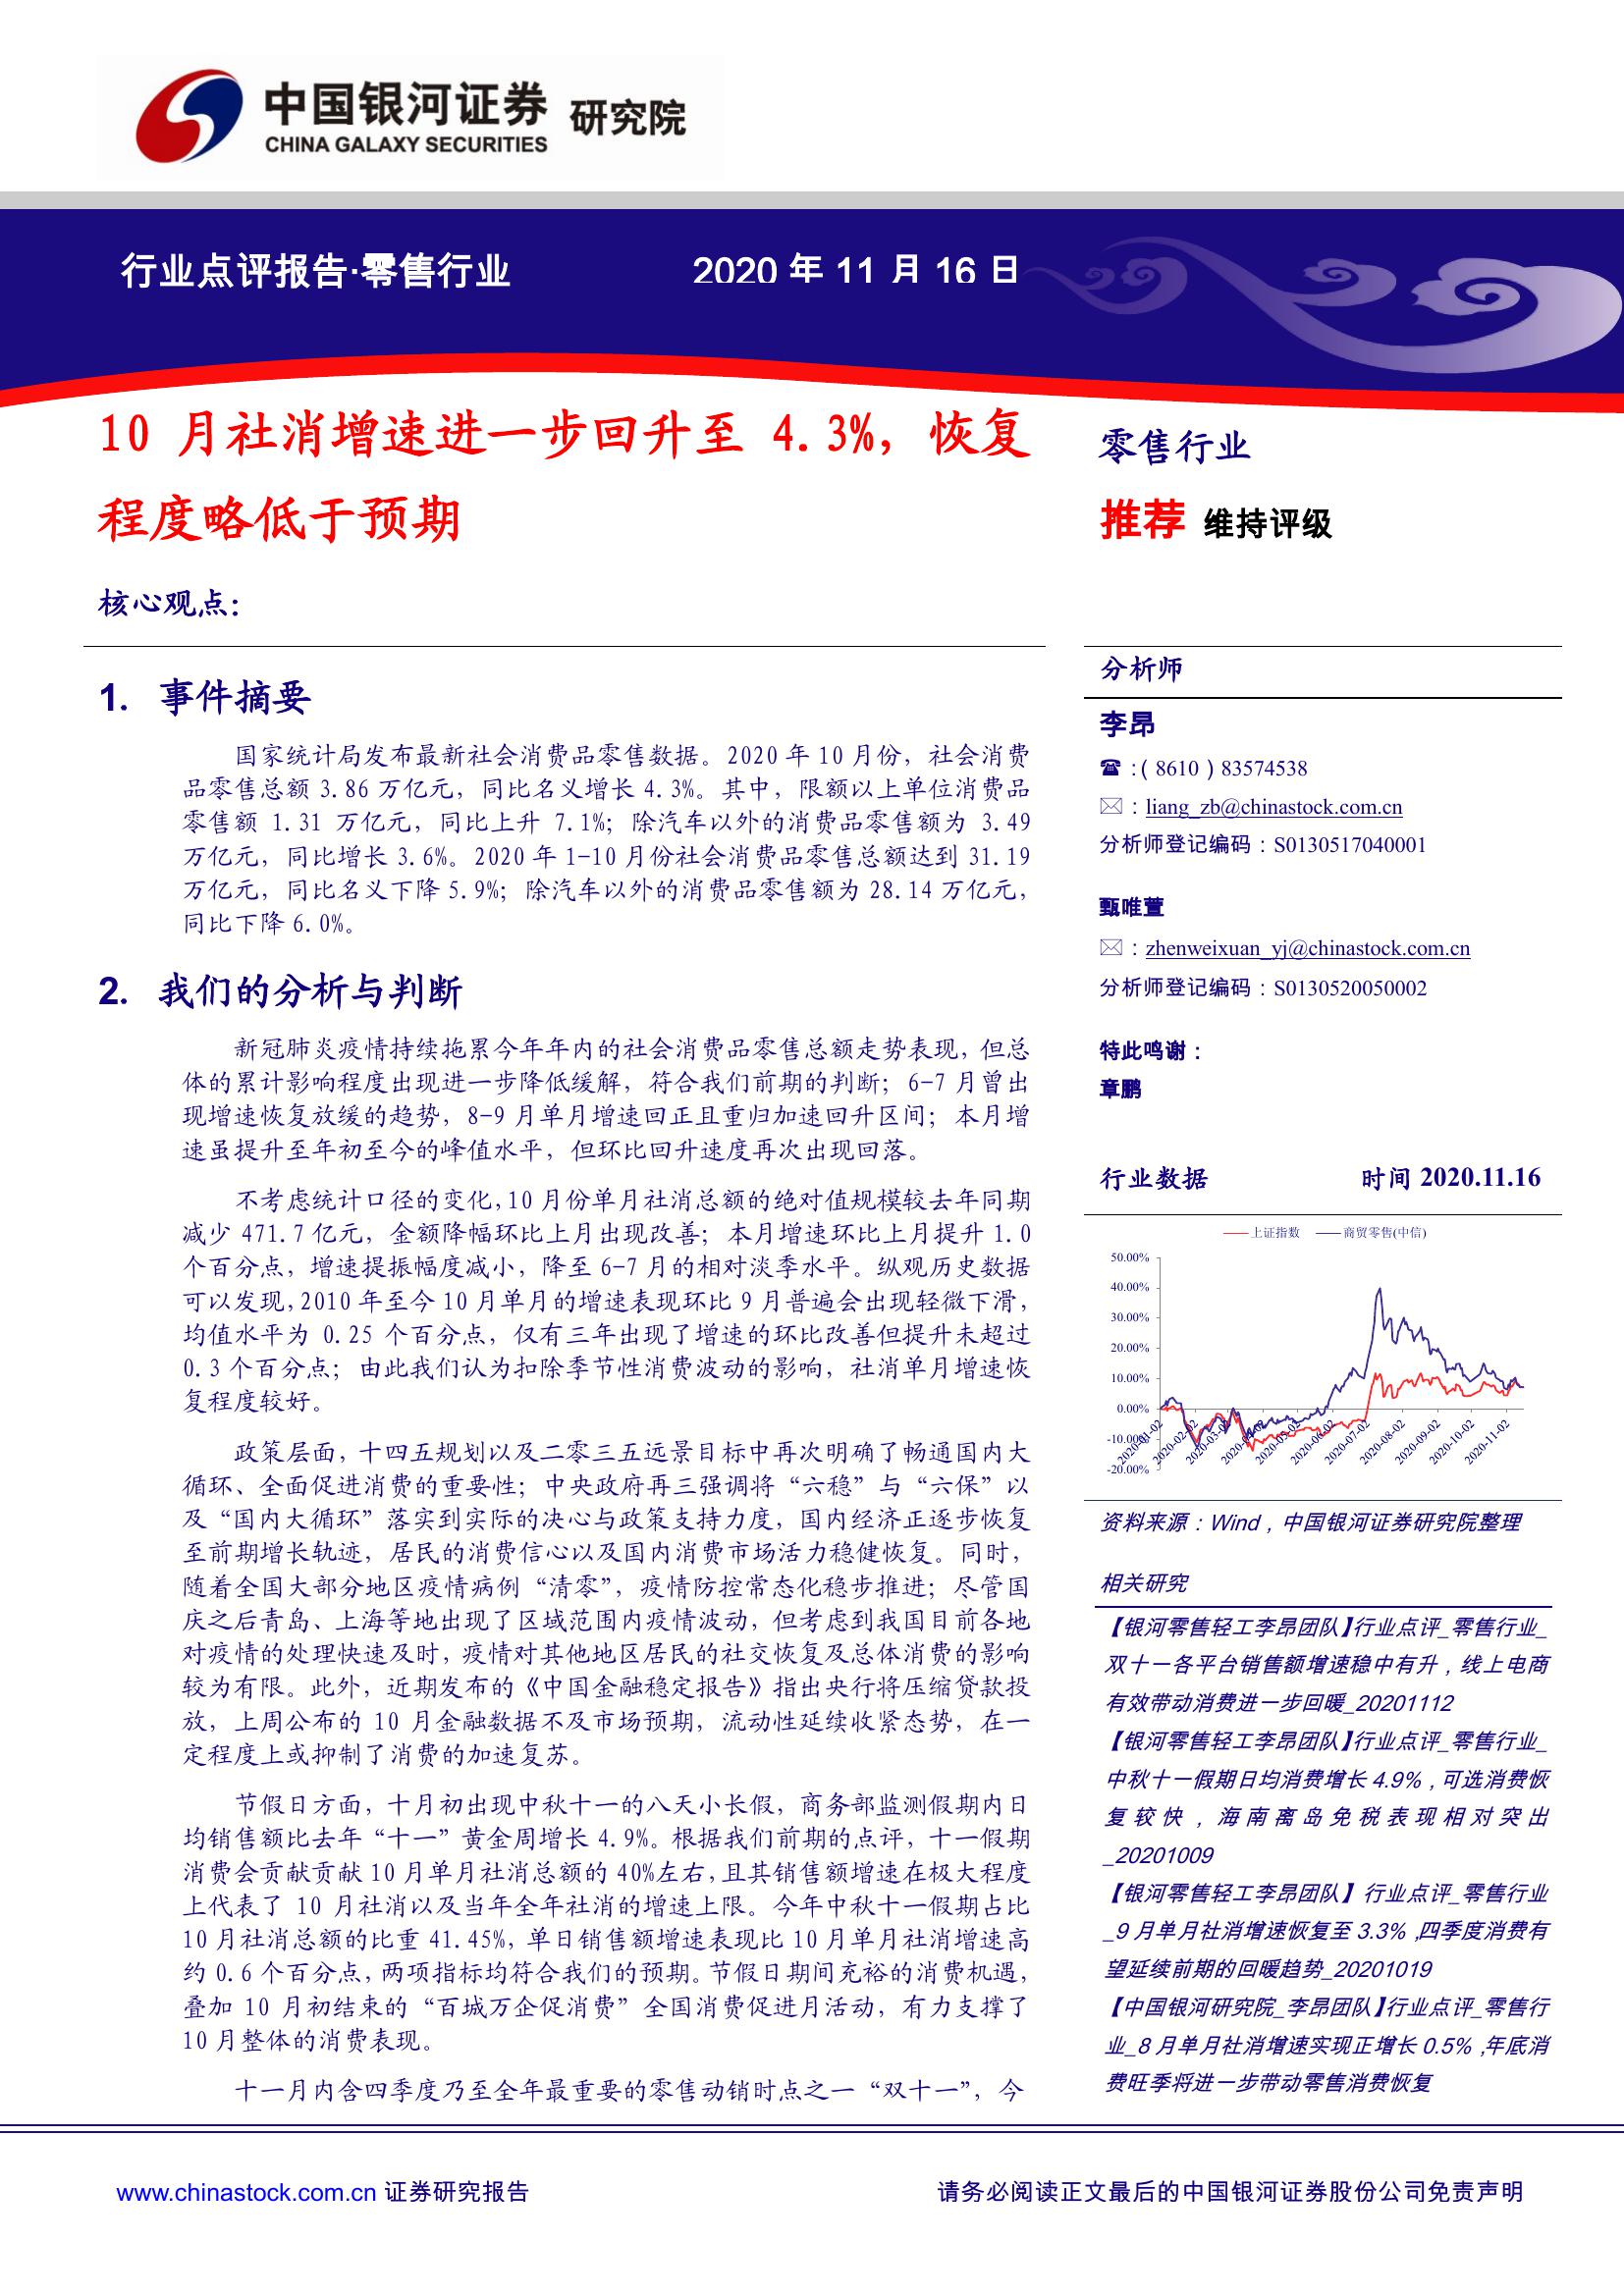 中国银河证券 研究院
CHINA GALAXY SECURITIES
行业点评报告·零售行业 2020 年 11 月 16 日
10 月社消增速进一步回升至 4.3%，恢复
程度略低于预期
核心观点：
1. 事件摘要
国家统计局发布最新社会消费品零售数据。2020 年 10 月份，社会消费
品零售总额 3.86 万亿元，同比名义增长 4.3%。其中，限额以上单位消费品
零售额 1.31 万亿元，同比上升 7.1%；除汽车以外的消费品零售额为 3.49
万亿元，同比增长 3.6%。2020 年 1-10 月份社会消费品零售总额达到 31.19
万亿元，同比名义下降 5.9%；除汽车以外的消费品零售额为 28.14 万亿元，
同比下降 6.0%。
2. 我们的分析与判断
新冠肺炎疫情持续拖累今年年内的社会消费品零售总额走势表现，但总
体的累计影响程度出现进一步降低缓解，符合我们前期的判断；6-7 月曾出
现增速恢复放缓的趋势，8-9 月单月增速回正且重归加速回升区间；本月增
速虽提升至年初至今的峰值水平，但环比回升速度再次出现回落。
不考虑统计口径的变化，10 月份单月社消总额的绝对值规模较去年同期
减少 471.7 亿元，金额降幅环比上月出现改善；本月增速环比上月提升 1.0
个百分点，增速提振幅度减小，降至 6-7 月的相对淡季水平。纵观历史数据
可以发现，2010 年至今 10 月单月的增速表现环比 9 月普遍会出现轻微下滑，
均值水平为 0.25 个百分点，仅有三年出现了增速的环比改善但提升未超过
0.3 个百分点；由此我们认为扣除季节性消费波动的影响，社消单月增速恢
复程度较好。
政策层面，十四五规划以及二零三五远景目标中再次明确了畅通国内大
循环、全面促进消费的重要性；中央政府再三强调将“六稳”与“六保”以
及“国内大循环”落实到实际的决心与政策支持力度，国内经济正逐步恢复
至前期增长轨迹，居民的消费信心以及国内消费市场活力稳健恢复。同时，
随着全国大部分地区疫情病例“清零”，疫情防控常态化稳步推进；尽管国
庆之后青岛、上海等地出现了区域范围内疫情波动，但考虑到我国目前各地
对疫情的处理快速及时，疫情对其他地区居民的社交恢复及总体消费的影响
较为有限。此外，近期发布的《中国金融稳定报告》指出央行将压缩贷款投
放，上周公布的 10 月金融数据不及市场预期，流动性延续收紧态势，在一
定程度上或抑制了消费的加速复苏。
节假日方面，十月初出现中秋十一的八天小长假，商务部监测假期内日
均销售额比去年“十一”黄金周增长 4.9%。根据我们前期的点评，十一假期
消费会贡献贡献 10 月单月社消总额的 40%左右，且其销售额增速在极大程度
上代表了 10 月社消以及当年全年社消的增速上限。今年中秋十一假期占比
10 月社消总额的比重 41.45%，单日销售额增速表现比 10 月单月社消增速高
约 0.6 个百分点，两项指标均符合我们的预期。节假日期间充裕的消费机遇，
叠加 10 月初结束的“百城万企促消费”全国消费促进月活动，有力支撑了
10 月整体的消费表现。
十一月内含四季度乃至全年最重要的零售动销时点之一“双十一”，今
零售行业
推荐 维持评级
分析师
李昂
☎：( 8610 ) 83574538
✉：liang_zb@chinastock.com.cn
分析师登记编码：S0130517040001
甄唯萱
✉：zhenweixuan_yj@chinastock.com.cn
分析师登记编码：S0130520050002
特此鸣谢：
章鹏
行业数据 时间 2020.11.16
上证指数 商贸零售(中信)
50.00%
40.00%
30.00%
20.00%
10.00%
0.00%
-10.00%
-20.00%
2020-01-02 2020-02-02 2020-03-02 2020-04-02 2020-05-02 2020-06-02 2020-07-02 2020-08-02 2020-09-02 2020-10-02 2020-11-02
资料来源：Wind，中国银河证券研究院整理
相关研究
【银河零售轻工李昂团队】行业点评_零售行业_
双十一各平台销售额增速稳中有升，线上电商
有效带动消费进一步回暖_20201112
【银河零售轻工李昂团队】行业点评_零售行业_
中秋十一假期日均消费增长 4.9%，可选消费恢
复较快，海南离岛免税表现相对突出
_20201009
【银河零售轻工李昂团队】行业点评_零售行业
_9 月单月社消增速恢复至 3.3%，四季度消费有
望延续前期的回暖趋势_20201019
【中国银河研究院_李昂团队】行业点评_零售行
业_8 月单月社消增速实现正增长 0.5%，年底消
费旺季将进一步带动零售消费恢复
www.chinastock.com.cn 证券研究报告 请务必阅读正文最后的中国银河证券股份公司免责声明